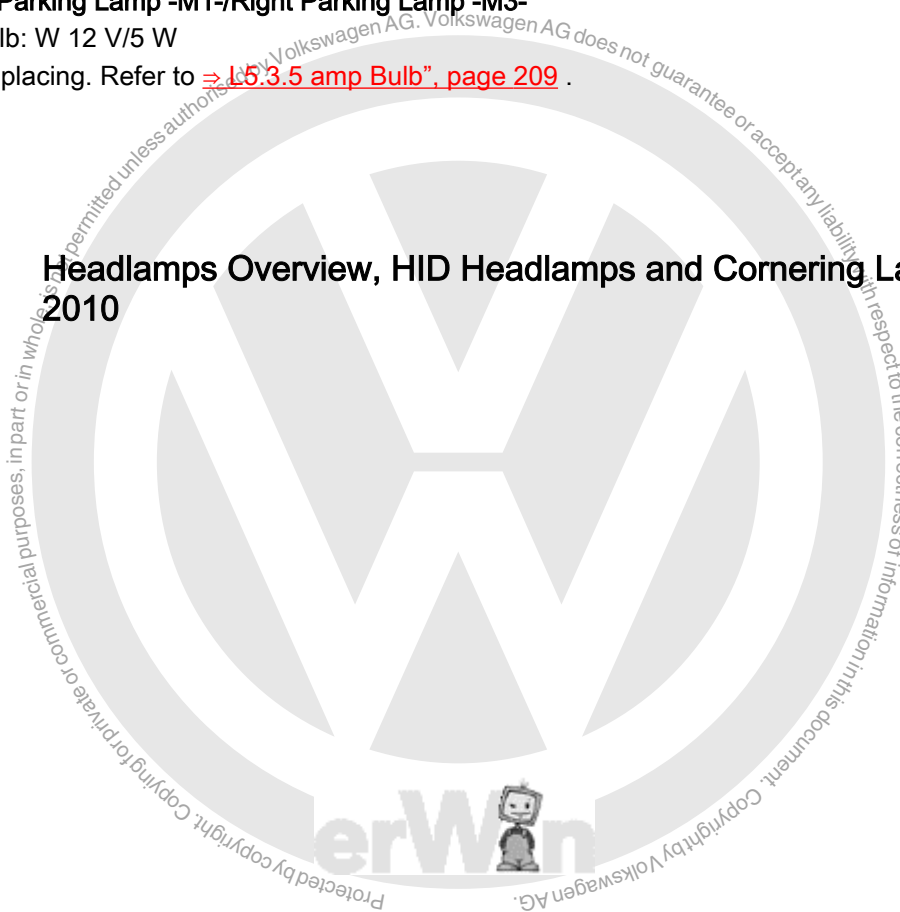 Parking Lamp -M1-/Right Parking Lamp -M3-
lb: W 12 V/5 W
placing. Refer to ⇒ L5.3.5 amp Bulb”, page 209 .
Headlamps Overview, HID Headlamps and Cornering La
2010
Protected by copyright. Copying for private or commercial purposes, in part or in whole, is not permitted unless authorised by Volkswagen AG. Volkswagen AG does not guarantee or accept any liability with respect to the correctness of information in this document. Copyright by Volkswagen AG.
erWin